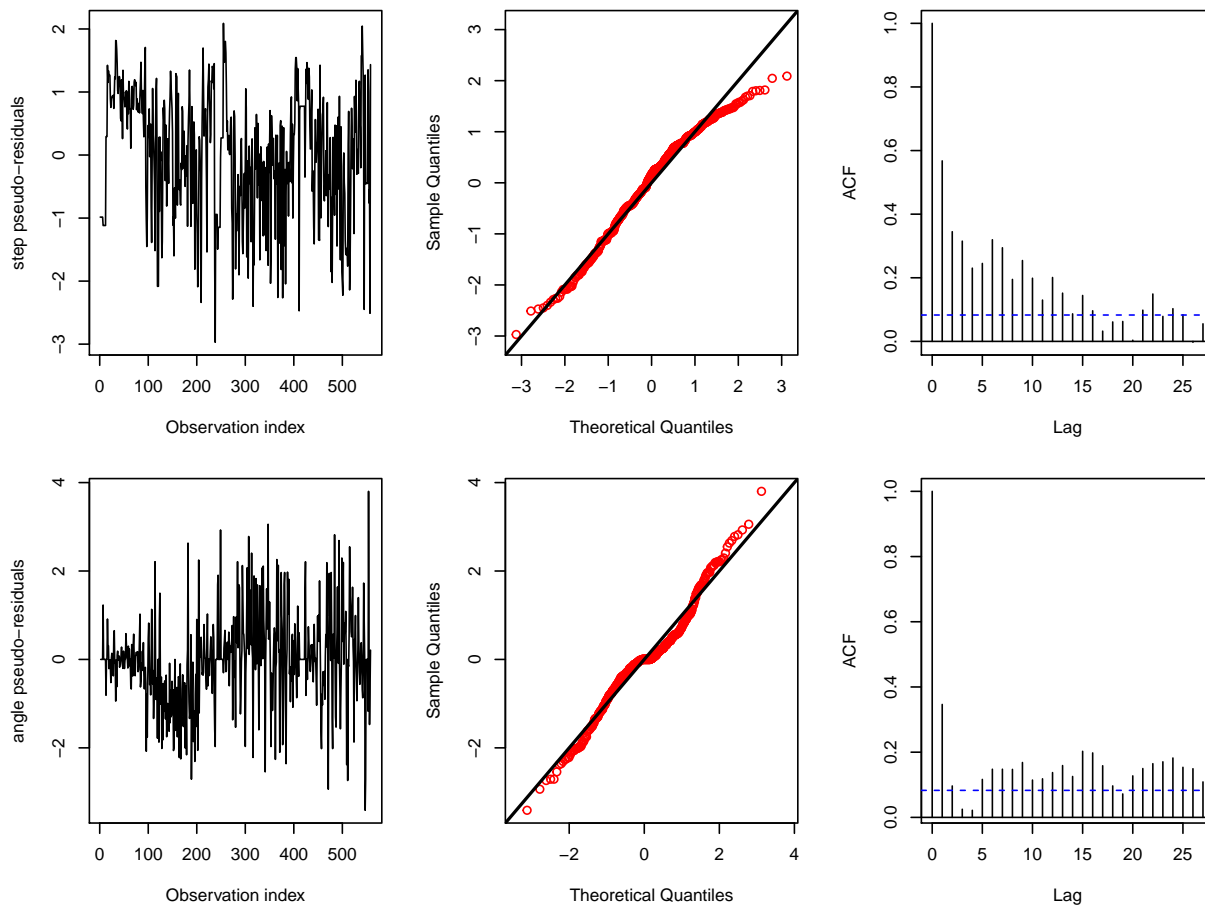 step pseudo−residuals
−3
−2
−1
0
1
2
0 100 200 300 400 500
Observation index
Sample Quantiles
−3
−2
−1
0
1
2
3
−3 −2 −1 0 1 2 3
Theoretical Quantiles
ACF
0.0
0.2
0.4
0.6
0.8
1.0
0 5 10 15 20 25
Lag
angle pseudo−residuals
−2
0
2
4
0 100 200 300 400 500
Observation index
Sample Quantiles
−2
0
2
4
−2 0 2 4
Theoretical Quantiles
ACF
0.0
0.2
0.4
0.6
0.8
1.0
0 5 10 15 20 25
Lag